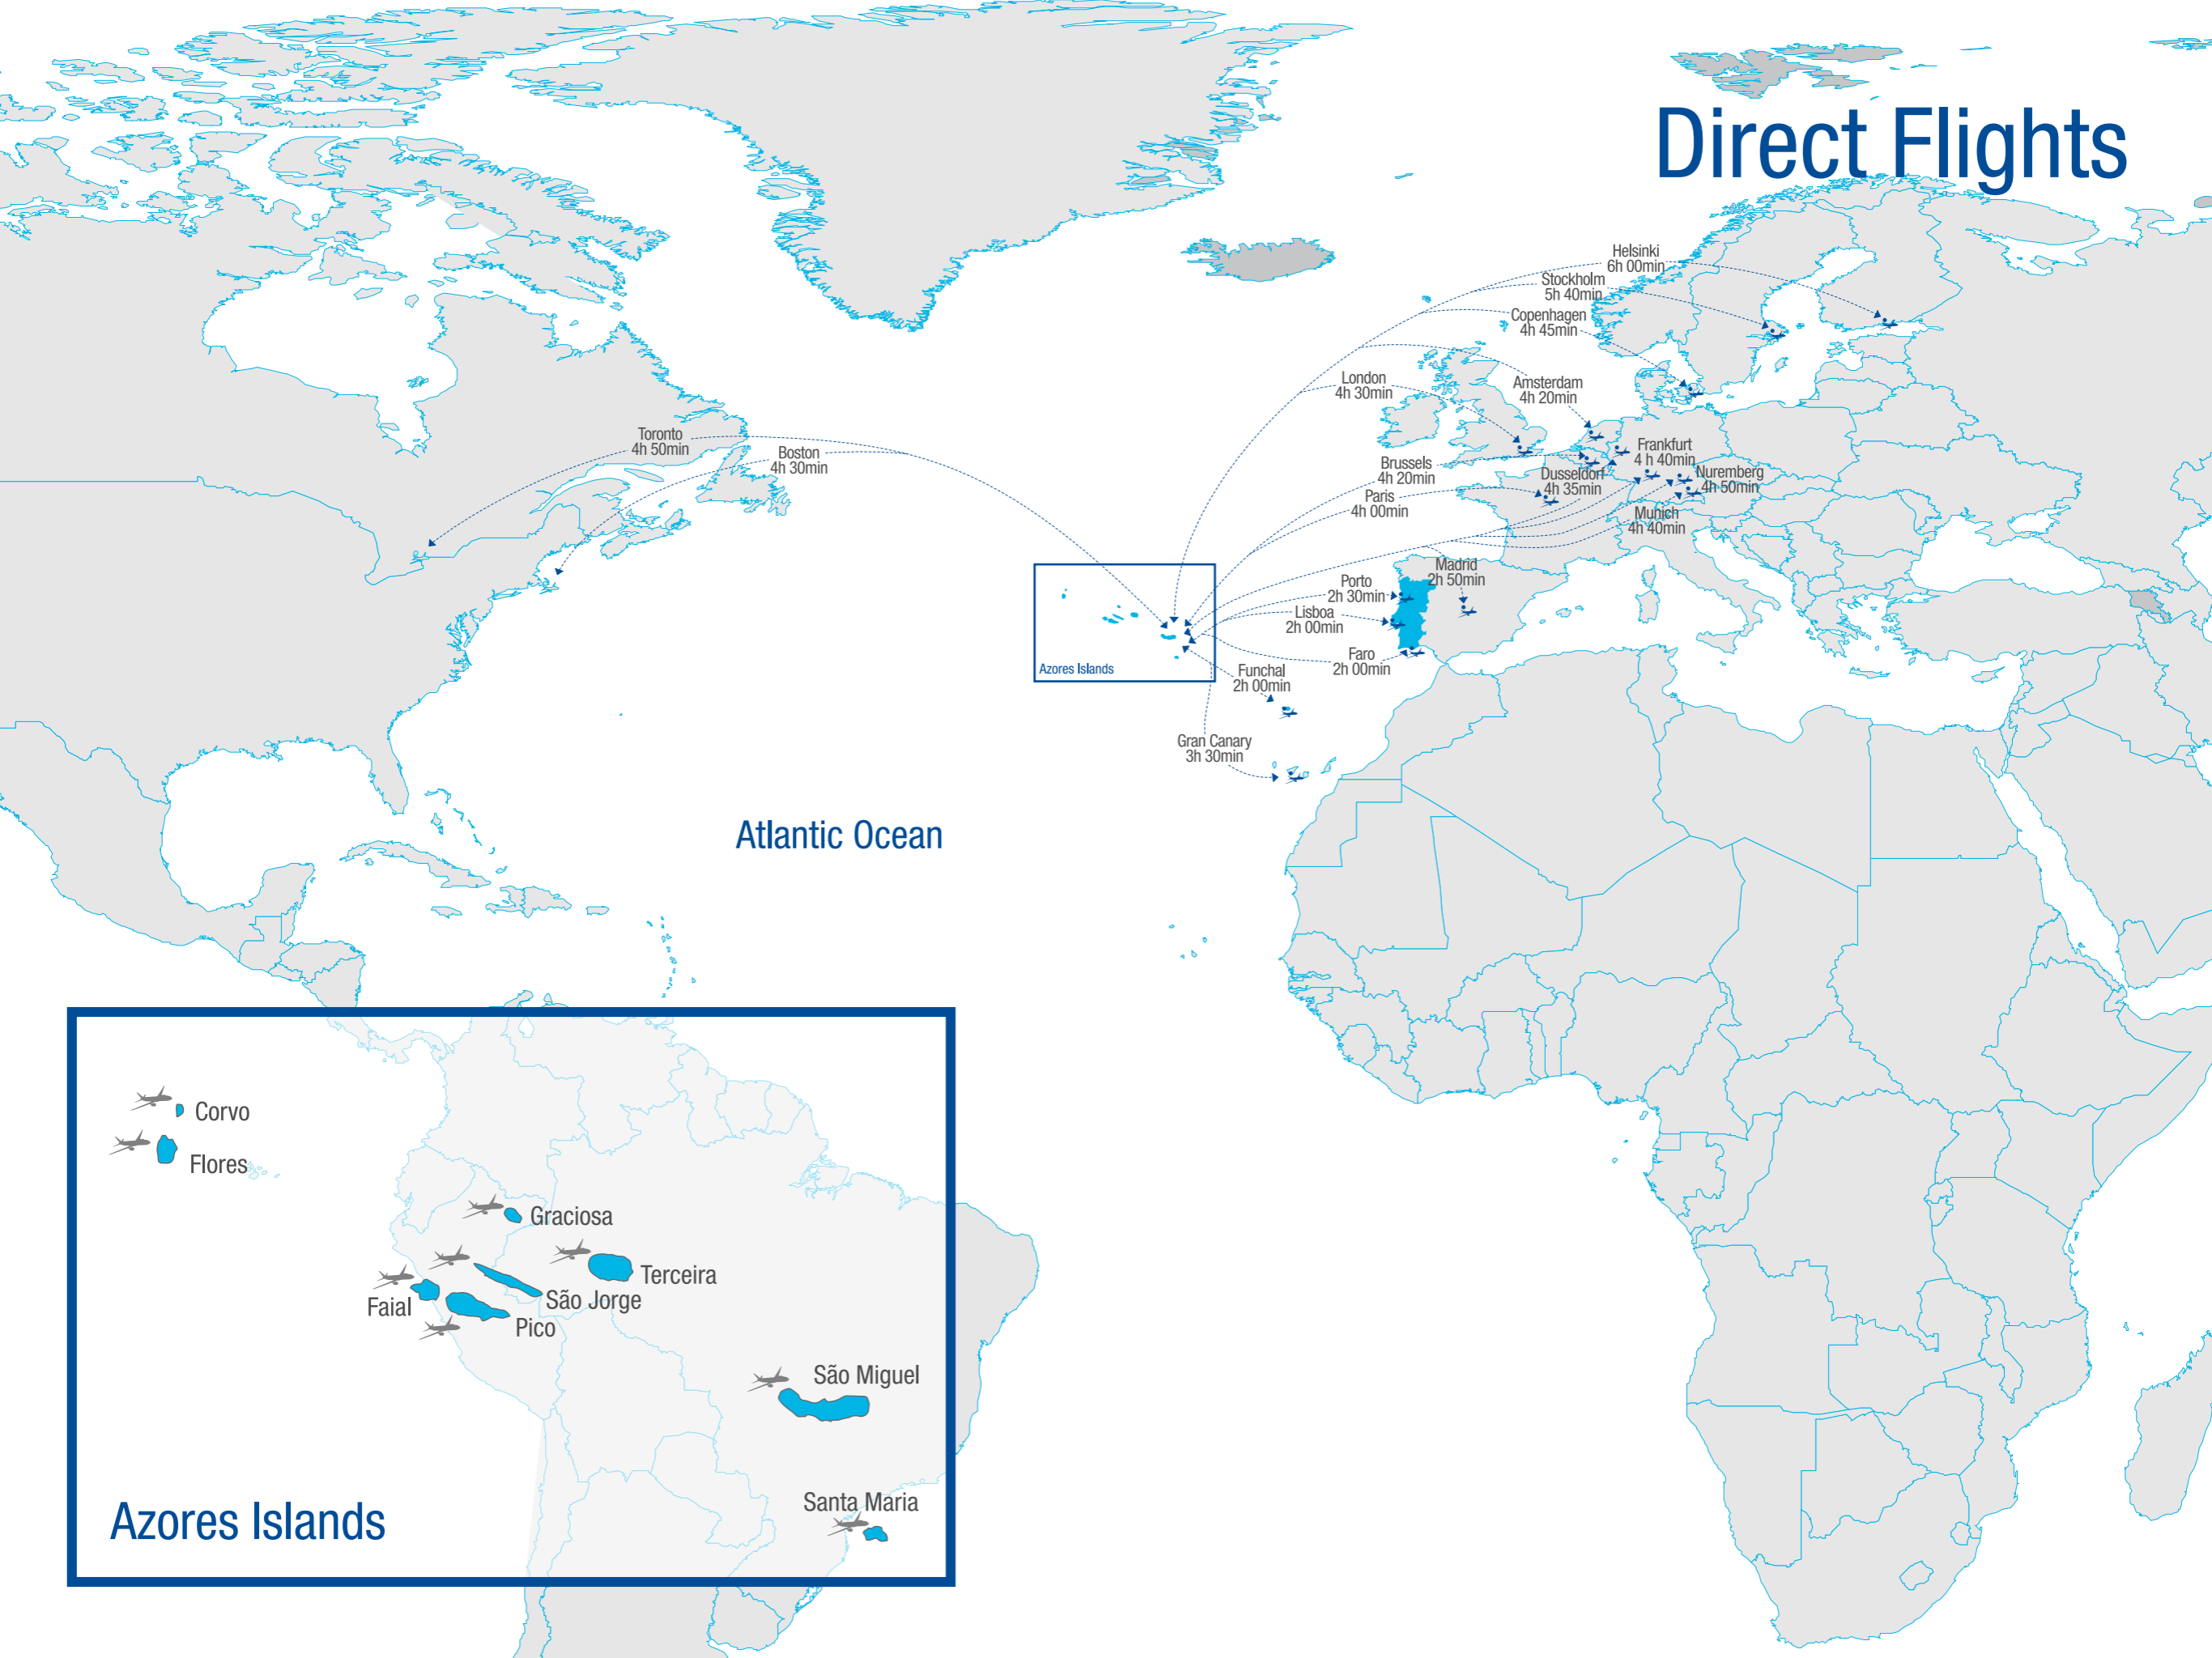 Direct Flights
Helsinki
6h 00min
Stockholm
5h 40min
Copenhagen
4h 45min
London
4h 30min
Amsterdam
4h 20min
Toronto
4h 50min
Boston
4h 30min
Frankfurt
4 h 40min
Brussels
4h 20min
Dusseldorf
4h 35min
Nuremberg
4h 50min
Paris
4h 00min
Munich
4h 40min
Madrid
2h 50min
Porto
2h 30min
Lisboa
2h 00min
Faro
2h 00min
Azores Islands
Funchal
2h 00min
Gran Canary
3h 30min
Atlantic Ocean
Corvo
Flores
Graciosa
Terceira
São Jorge
Faial
Pico
São Miguel
Santa Maria
Azores Islands